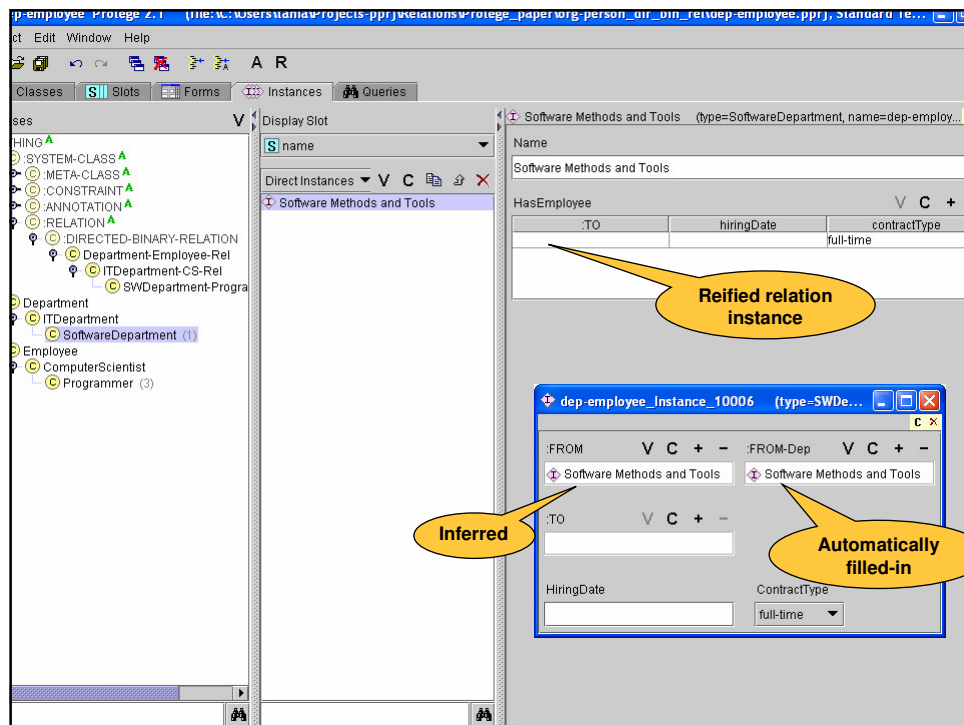 dep-employee Protege 2.1 (file:\C:\Users\tania\Projects-ppr\Relations\Protege_paper\org-person_dir_bin_rel\dep-employee.ppr), Standard Te...
ct Edit Window Help
A R
Classes S Slots Forms Instances Queries
ses V
HING A
C :SYSTEM-CLASS A
C :META-CLASS A
C :CONSTRAINT A
C :ANNOTATION A
C :RELATION A
C :DIRECTED-BINARY-RELATION
C Department-Employee-Rel
C ITDepartment-CS-Rel
C SWDepartment-Progra
C Department
C ITDepartment
C SoftwareDepartment (1)
C Employee
C ComputerScientist
C Programmer (3)
Display Slot
S name
Direct Instances V C
Software Methods and Tools
Software Methods and Tools (type=SoftwareDepartment, name=dep-employ...
Name
Software Methods and Tools
HasEmployee V C +
:TO hiringDate contractType
full-time
Reified relation
instance
dep-employee_Instance_10006 (type=SWDe...
C ×
:FROM V C + −
:FROM-Dep V C + −
Software Methods and Tools
Software Methods and Tools
Inferred
:TO V C + −
Automatically
filled-in
HiringDate
ContractType
full-time